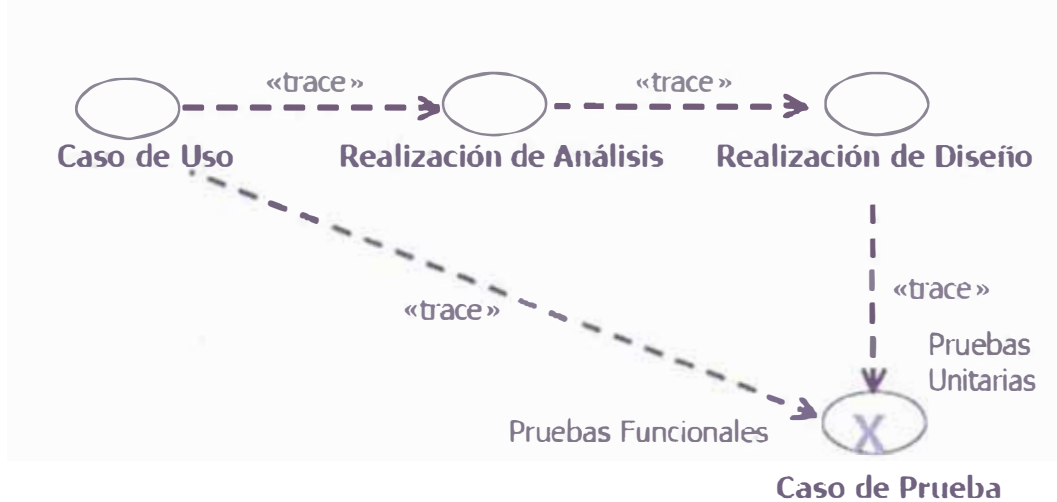 «trace»
«trace»
Caso de Uso
Realización de Análisis
Realización de Diseño
«trace»
«trace»
Pruebas
Unitarias
Pruebas Funcionales
X
Caso de Prueba